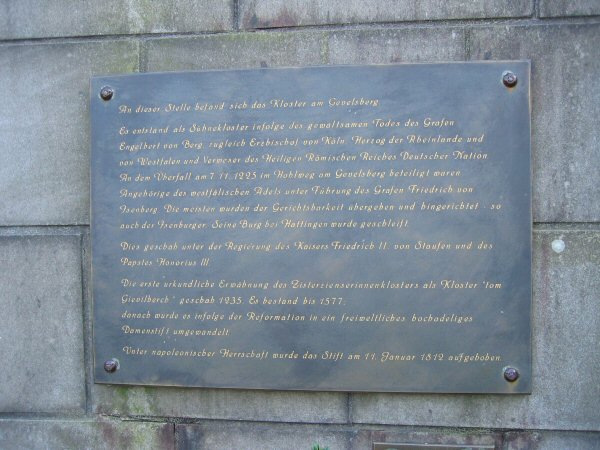 An dieser Stelle befand sich das Kloster am Gevelsberg.
Es entstand als Sühnekloster infolge des gewaltsamen Todes des Grafen
Engelbert von Berg, zugleich Erzbischof von Köln, Herzog der Rheinlande und
von Westfalen und Verweser des Heiligen Römischen Reiches Deutscher Nation.
An dem Überfall am 7. 11. 1225 im Hohlweg am Gevelsberg beteiligt waren
Angehörige des westfälischen Adels unter Führung des Grafen Friedrich von
Isenberg. Die meisten wurden der Gerichtsbarkeit übergeben und hingerichtet - so
auch der Isenburger. Seine Burg bei Hattingen wurde geschleift.
Dies geschah unter der Regierung des Kaisers Friedrich II. von Staufen und des
Papstes Honorius III.
Die erste urkundliche Erwähnung des Zisterzienserinnenklosters als Kloster "tom
Gievilberch" geschah 1235. Es bestand bis 1577;
danach wurde es infolge der Reformation in ein freiweltliches, hochadeliges
Damenstift umgewandelt.
Unter napoleonischer Herrschaft wurde das Stift am 11. Januar 1812 aufgehoben.